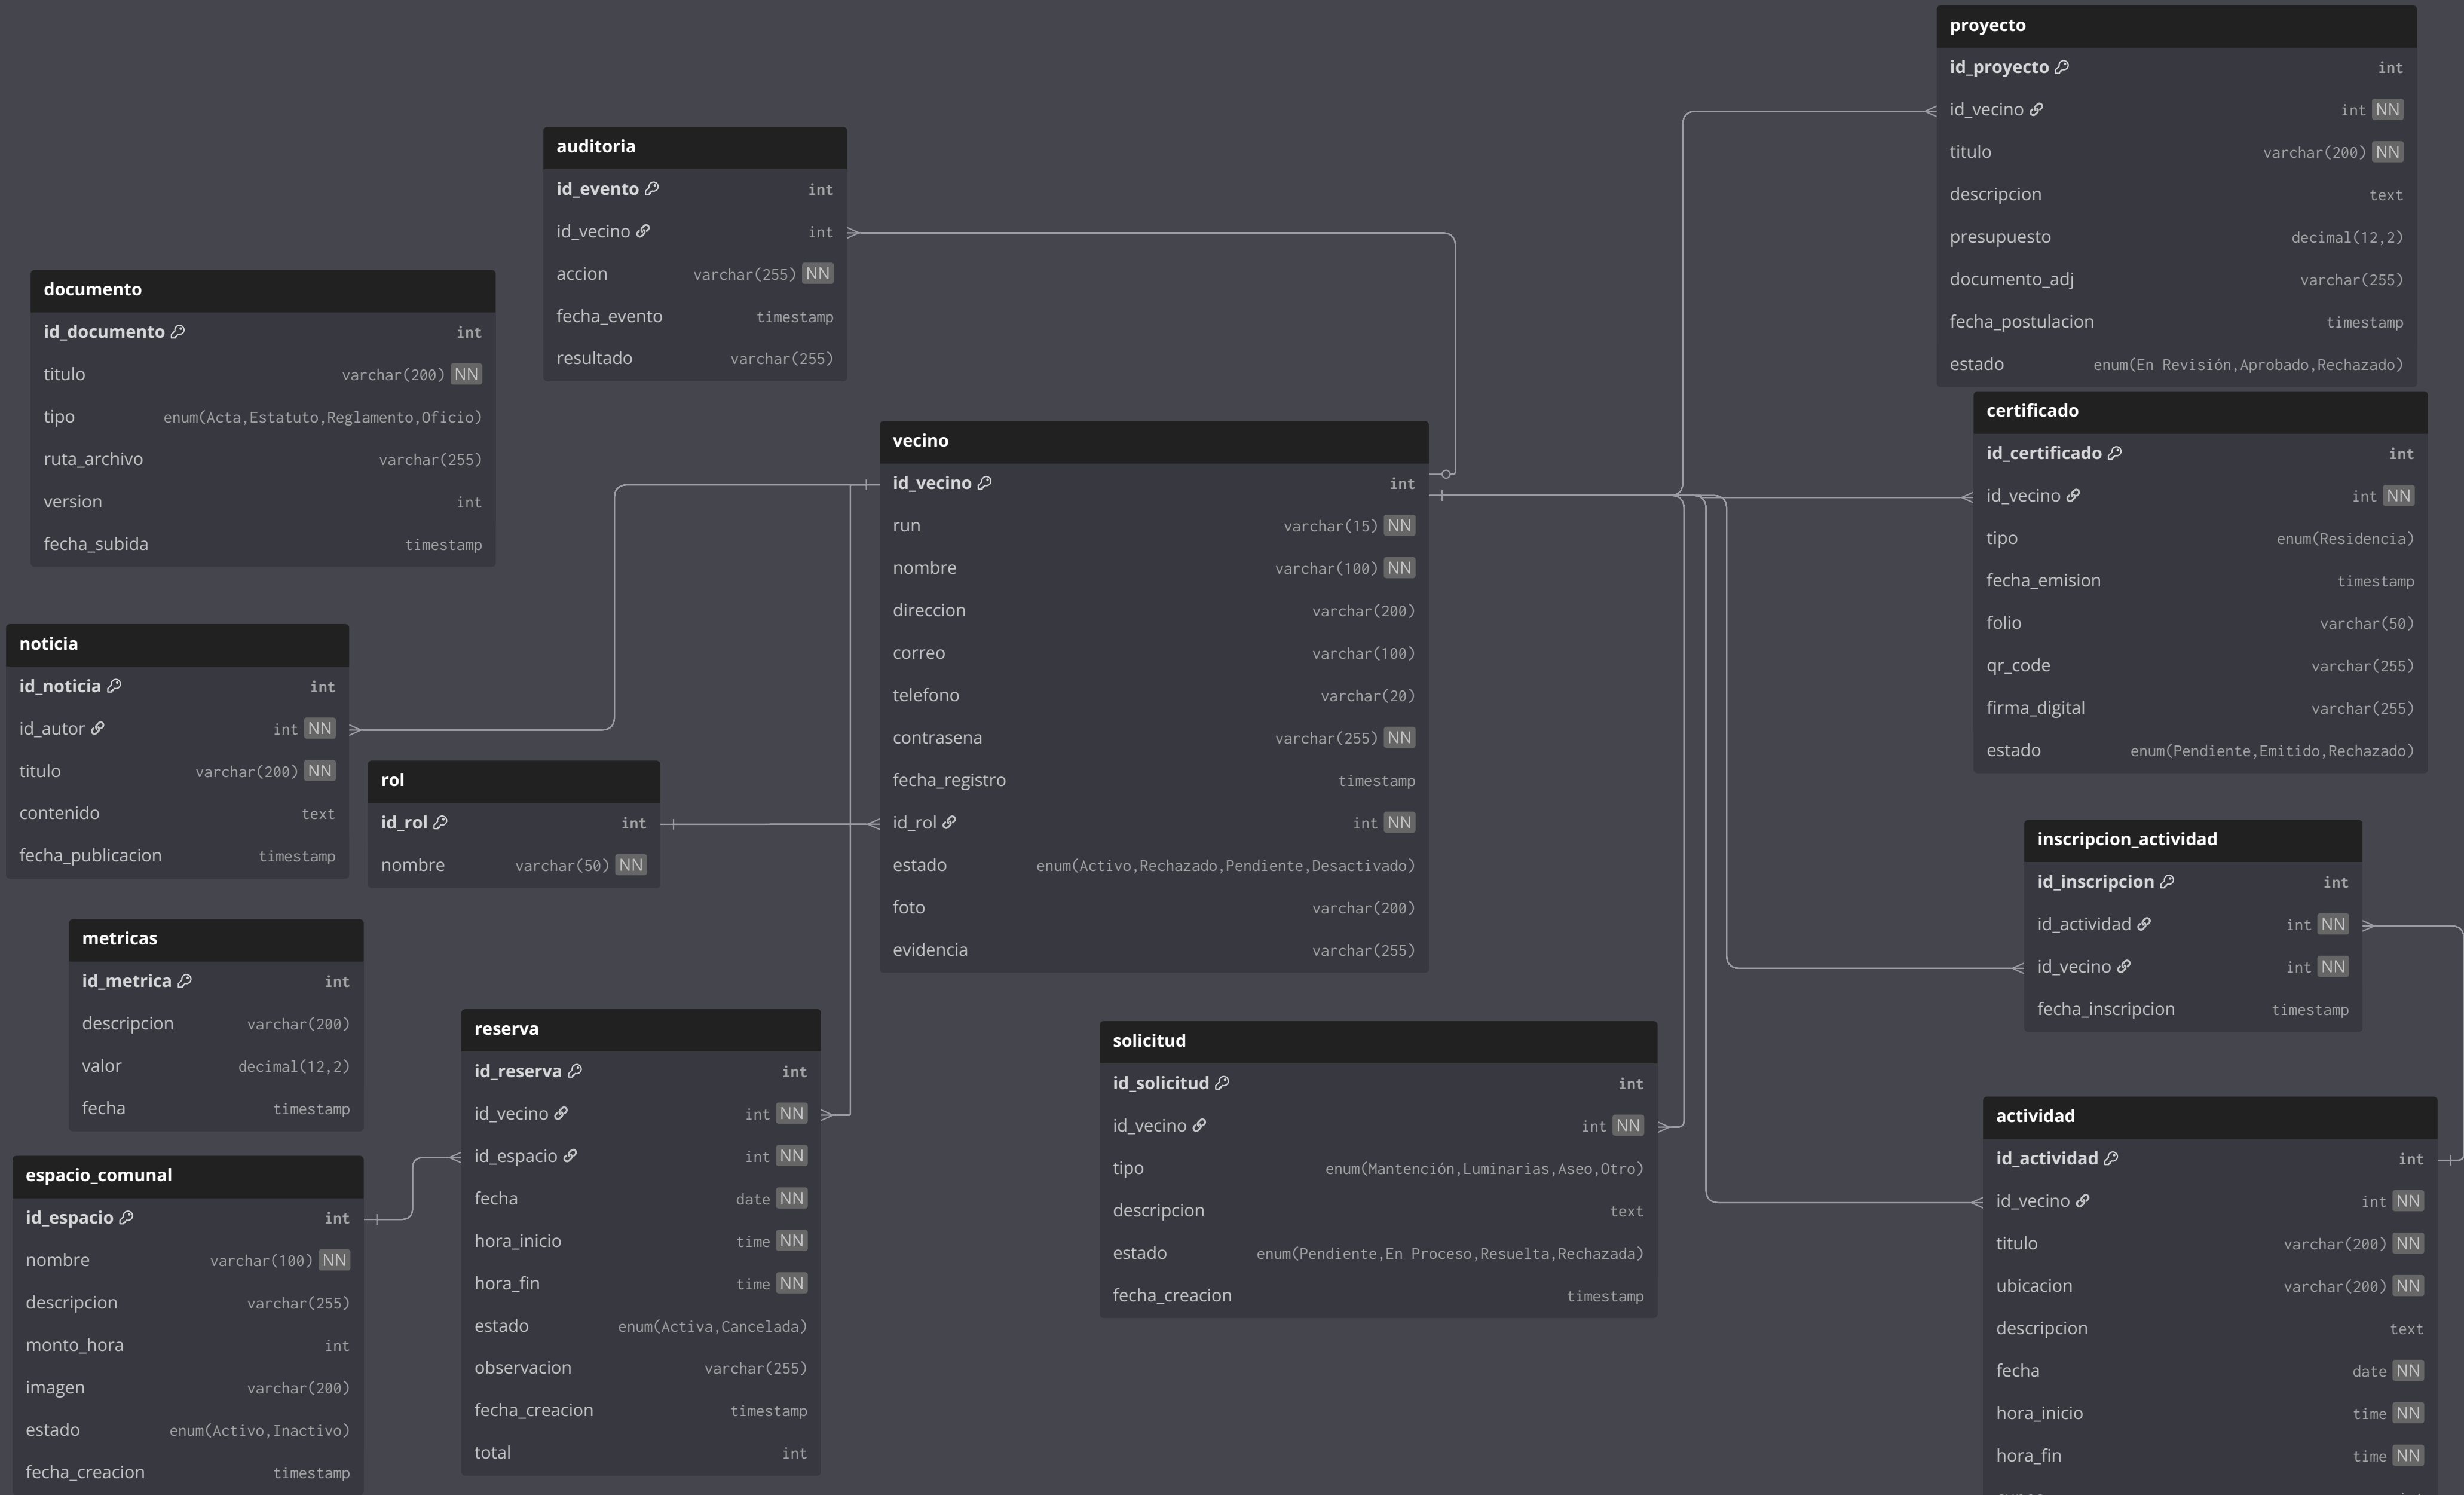 proyecto
id_proyecto int
id_vecino int NN
titulo varchar(200) NN
descripcion text
presupuesto decimal(12,2)
documento_adj varchar(255)
fecha_postulacion timestamp
estado enum(En Revisión,Aprobado,Rechazado)
auditoria
id_evento int
id_vecino int
accion varchar(255) NN
fecha_evento timestamp
resultado varchar(255)
documento
id_documento int
titulo varchar(200) NN
tipo enum(Acta,Estatuto,Reglamento,Oficio)
ruta_archivo varchar(255)
version int
fecha_subida timestamp
vecino
id_vecino int
run varchar(15) NN
nombre varchar(100) NN
direccion varchar(200)
correo varchar(100)
telefono varchar(20)
contrasena varchar(255) NN
fecha_registro timestamp
id_rol int NN
estado enum(Activo,Rechazado,Pendiente,Desactivado)
foto varchar(200)
evidencia varchar(255)
certificado
id_certificado int
id_vecino int NN
tipo enum(Residencia)
fecha_emision timestamp
folio varchar(50)
qr_code varchar(255)
firma_digital varchar(255)
estado enum(Pendiente,Emitido,Rechazado)
noticia
id_noticia int
id_autor int NN
titulo varchar(200) NN
contenido text
fecha_publicacion timestamp
rol
id_rol int
nombre varchar(50) NN
inscripcion_actividad
id_inscripcion int
id_actividad int NN
id_vecino int NN
fecha_inscripcion timestamp
metricas
id_metrica int
descripcion varchar(200)
valor decimal(12,2)
fecha timestamp
reserva
id_reserva int
id_vecino int NN
id_espacio int NN
fecha date NN
hora_inicio time NN
hora_fin time NN
estado enum(Activa,Cancelada)
observacion varchar(255)
fecha_creacion timestamp
total int
solicitud
id_solicitud int
id_vecino int NN
tipo enum(Mantención,Luminarias,Aseo,Otro)
descripcion text
estado enum(Pendiente,En Proceso,Resuelta,Rechazada)
fecha_creacion timestamp
actividad
id_actividad int
id_vecino int NN
titulo varchar(200) NN
ubicacion varchar(200) NN
descripcion text
fecha date NN
hora_inicio time NN
hora_fin time NN
espacio_comunal
id_espacio int
nombre varchar(100) NN
descripcion varchar(255)
monto_hora int
imagen varchar(200)
estado enum(Activo,Inactivo)
fecha_creacion timestamp